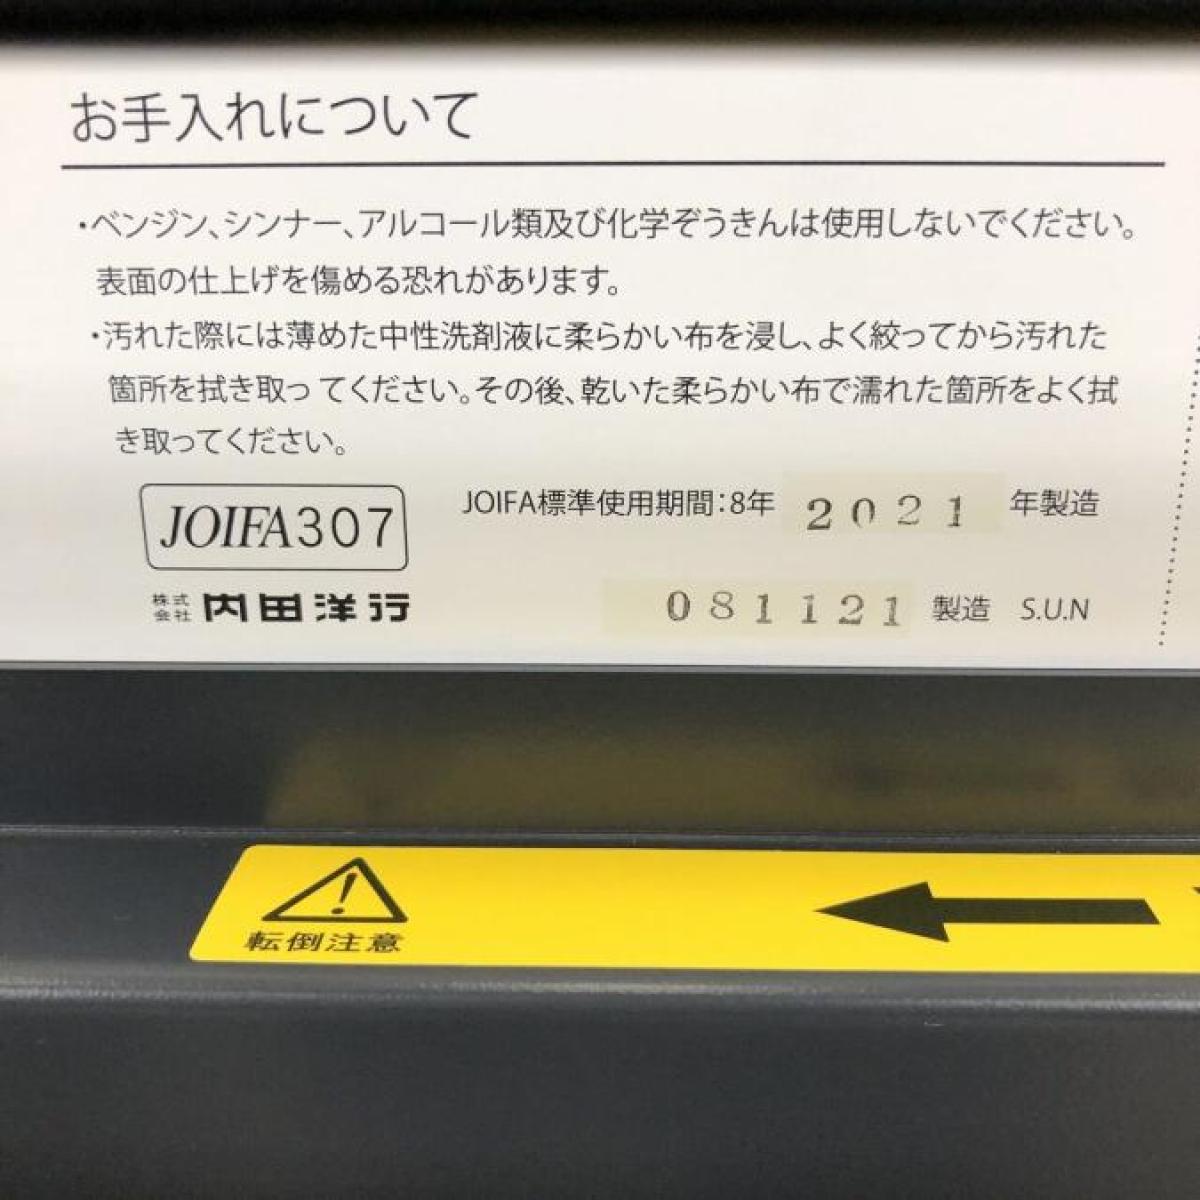 お手入れについて
・ベンジン、シンナー、アルコール類及び化学ぞうきんは使用しないでください。
表面の仕上げを傷める恐れがあります。
・汚れた際には薄めた中性洗剤液に柔らかい布を浸し、よく絞ってから汚れた
箇所を拭き取っ てください。その後、乾いた柔らかい布で濡れた箇所をよく拭
き取ってください。
JOIFA標準使用期間：8年 2021 年製造
JOIFA307
株式会社 内田洋行
081121 製造 S.U.N
転倒注意